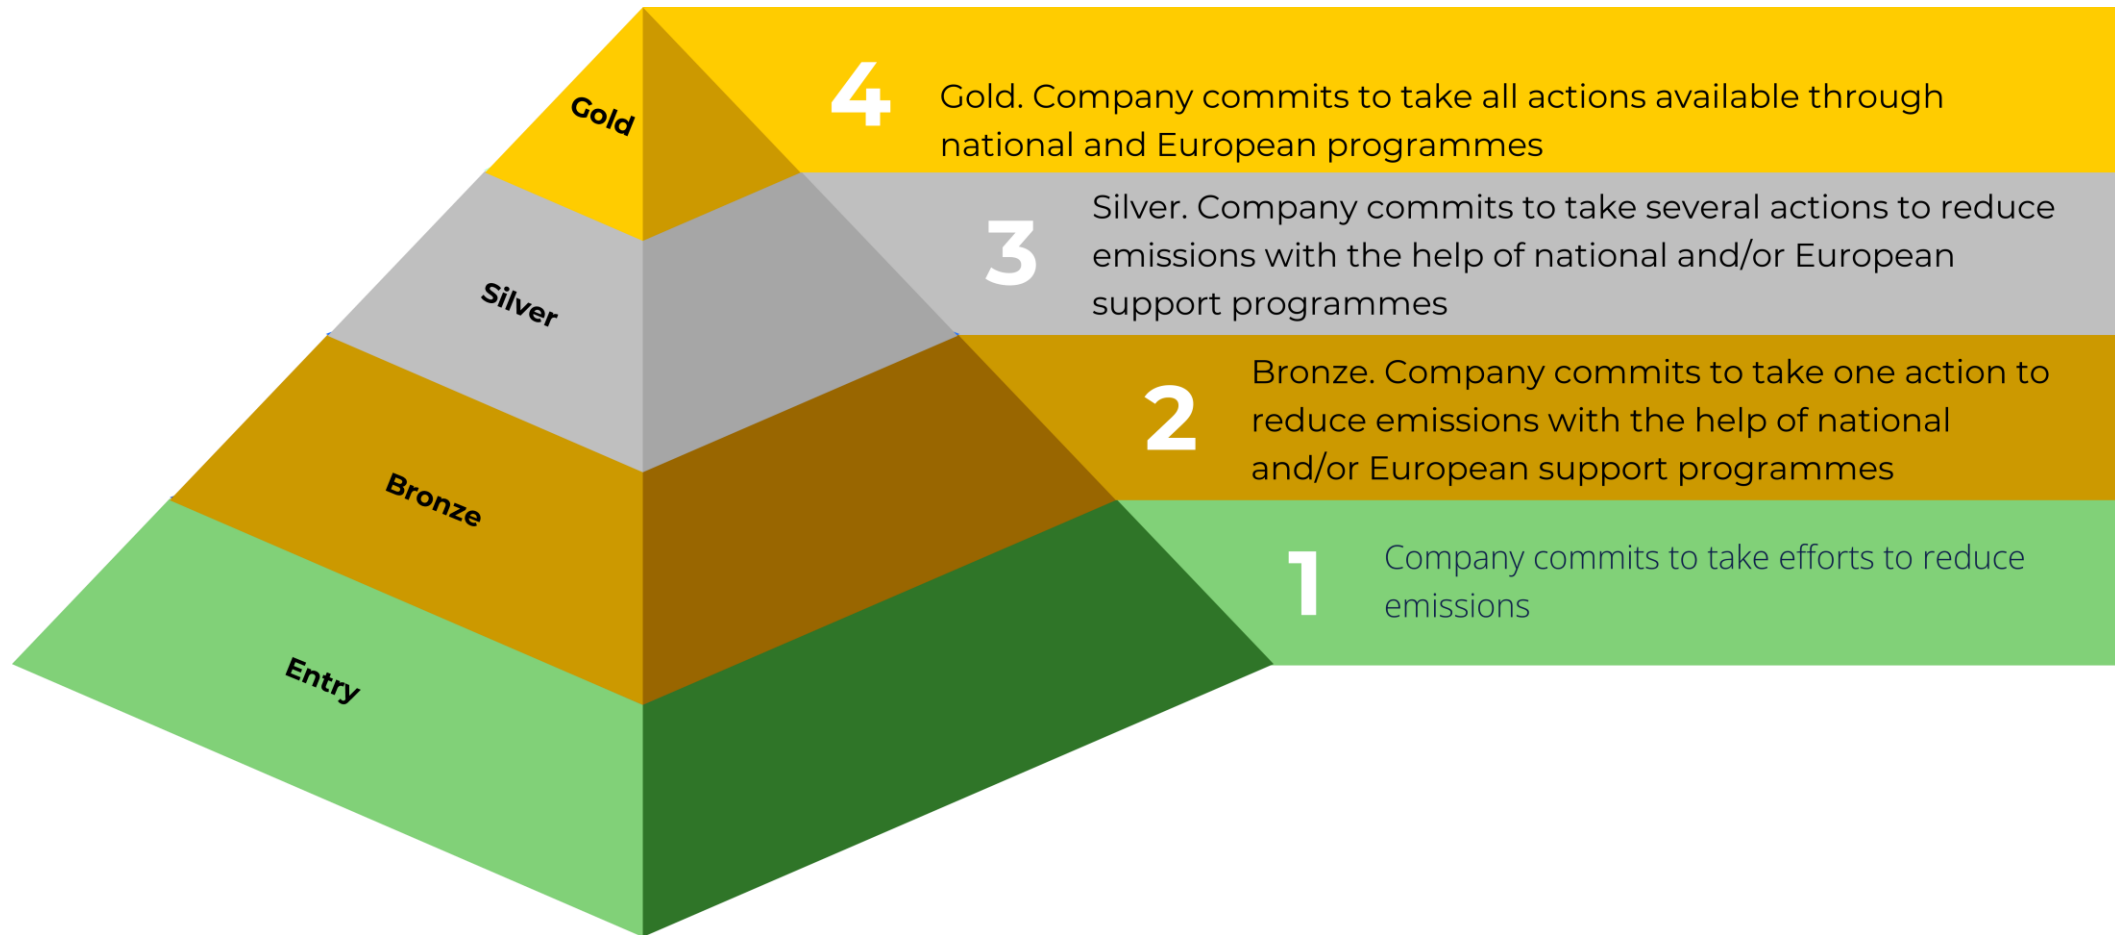 Gold
4
Gold. Company commits to take all actions available through
national and European programmes
Silver
3
Silver. Company commits to take several actions to reduce
emissions with the help of national and/or European
support programmes
Bronze
2
Bronze. Company commits to take one action to
reduce emissions with the help of national
and/or European support programmes
Entry
1
Company commits to take efforts to reduce
emissions